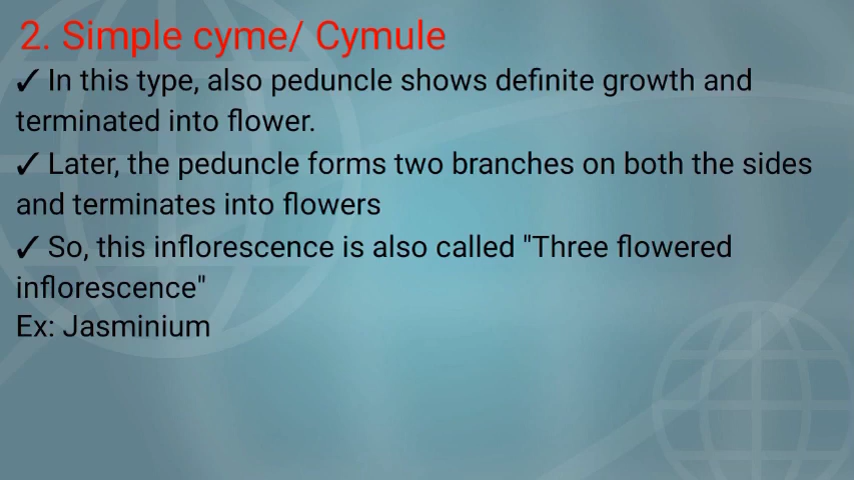 2. Simple cyme/ Cymule
✓ In this type, also peduncle shows definite growth and
terminated into flower.
✓ Later, the peduncle forms two branches on both the sides
and terminates into flowers
✓ So, this inflorescence is also called "Three flowered
inflorescence"
Ex: Jasminium